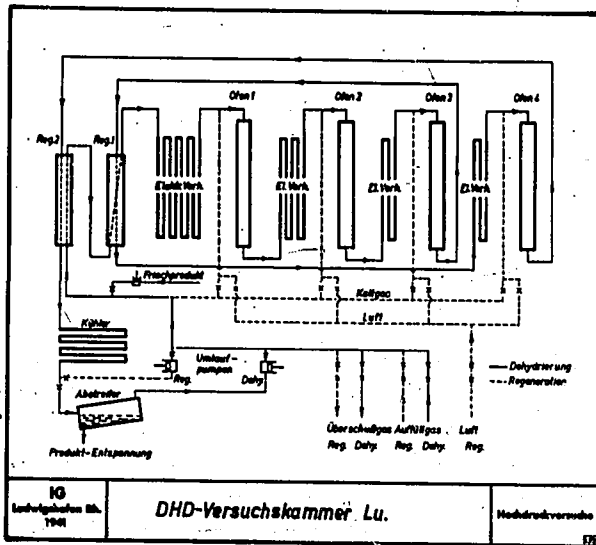 Ofen 1
Ofen 2
Ofen 3
Ofen 4
Reg.2
Reg.1
Elektr. Vorh.
El. Vorh.
El. Vorh.
El. Vorh.
Frischprodukt
Kaltgas
Luft
Kühler
Umlauf-
pumpen
Reg.
Dehy.
Abstreifer
Produkt-Entspannung
Dehydrierung
Regenerier
Überschußgas Auffüllgas Luft
Reg. Dehy. Reg. Dehy. Reg.
IG
Ludwigshafen Rh.
1941
DHD-Versuchskammer Lu.
Hochdruckversuche